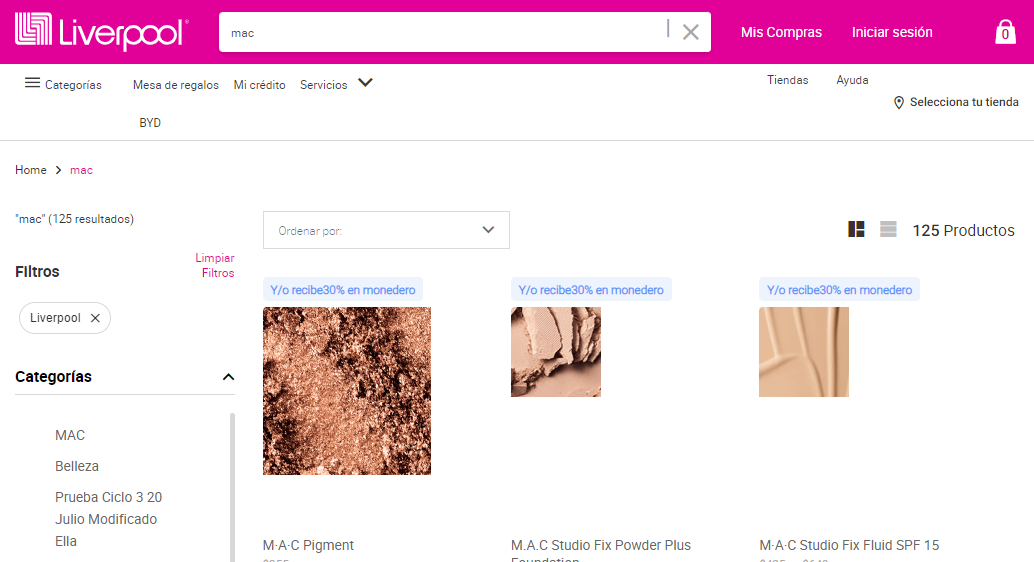 Liverpool
mac
Mis Compras
Iniciar sesión
0
Categorías
Mesa de regalos
Mi crédito
Servicios
Tiendas
Ayuda
Selecciona tu tienda
BYD
Home > mac
"mac" (125 resultados)
Ordenar por:
125 Productos
Filtros
Limpiar
Filtros
Liverpool
Categorías
MAC
Belleza
Prueba Ciclo 3 20
Julio Modificado
Ella
Y/o recibe30% en monedero
Y/o recibe30% en monedero
Y/o recibe30% en monedero
M·A·C Pigment
M.A.C Studio Fix Powder Plus
Foundation
M·A·C Studio Fix Fluid SPF 15